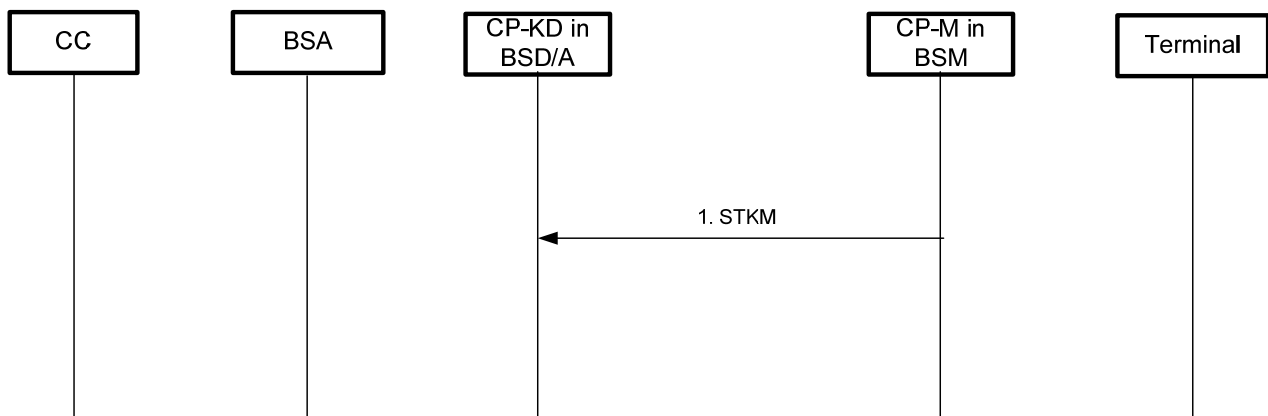 CC
BSA
CP-KD in
BSD/A
CP-M in
BSM
Terminal
1. STKM